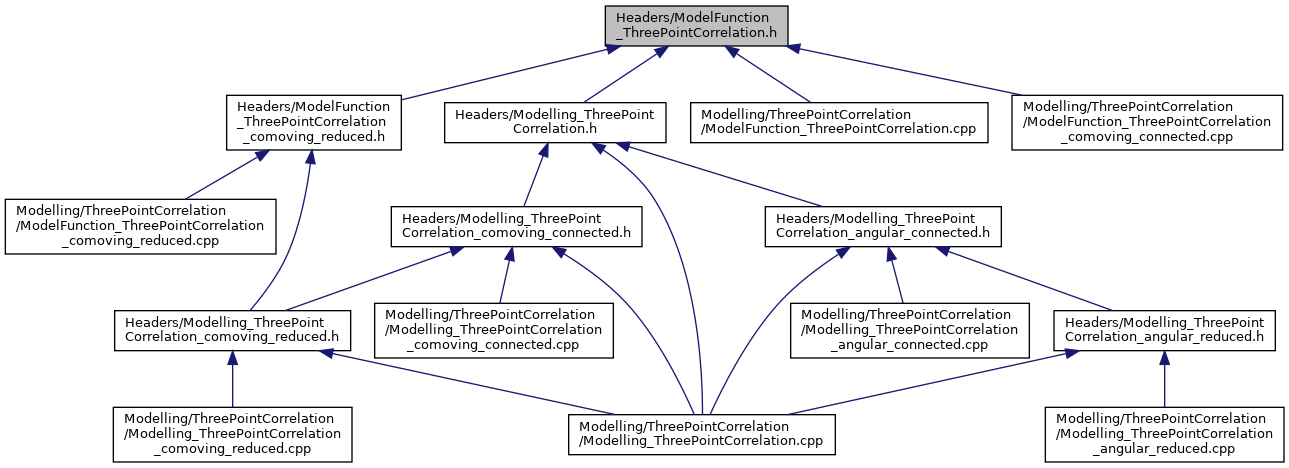 Headers/ModelFunction
_ThreePointCorrelation.h
Headers/ModelFunction
_ThreePointCorrelation
_comoving_reduced.h
Headers/Modelling_ThreePoint
Correlation.h
Modelling/ThreePointCorrelation
/ModelFunction_ThreePointCorrelation.cpp
Modelling/ThreePointCorrelation
/ModelFunction_ThreePointCorrelation
_comoving_connected.cpp
Modelling/ThreePointCorrelation
/ModelFunction_ThreePointCorrelation
_comoving_reduced.cpp
Headers/Modelling_ThreePoint
Correlation_comoving_connected.h
Headers/Modelling_ThreePoint
Correlation_angular_connected.h
Headers/Modelling_ThreePoint
Correlation_comoving_reduced.h
Modelling/ThreePointCorrelation
/Modelling_ThreePointCorrelation
_comoving_connected.cpp
Modelling/ThreePointCorrelation
/Modelling_ThreePointCorrelation
_angular_connected.cpp
Headers/Modelling_ThreePoint
Correlation_angular_reduced.h
Modelling/ThreePointCorrelation
/Modelling_ThreePointCorrelation
_comoving_reduced.cpp
Modelling/ThreePointCorrelation
/Modelling_ThreePointCorrelation.cpp
Modelling/ThreePointCorrelation
/Modelling_ThreePointCorrelation
_angular_reduced.cpp